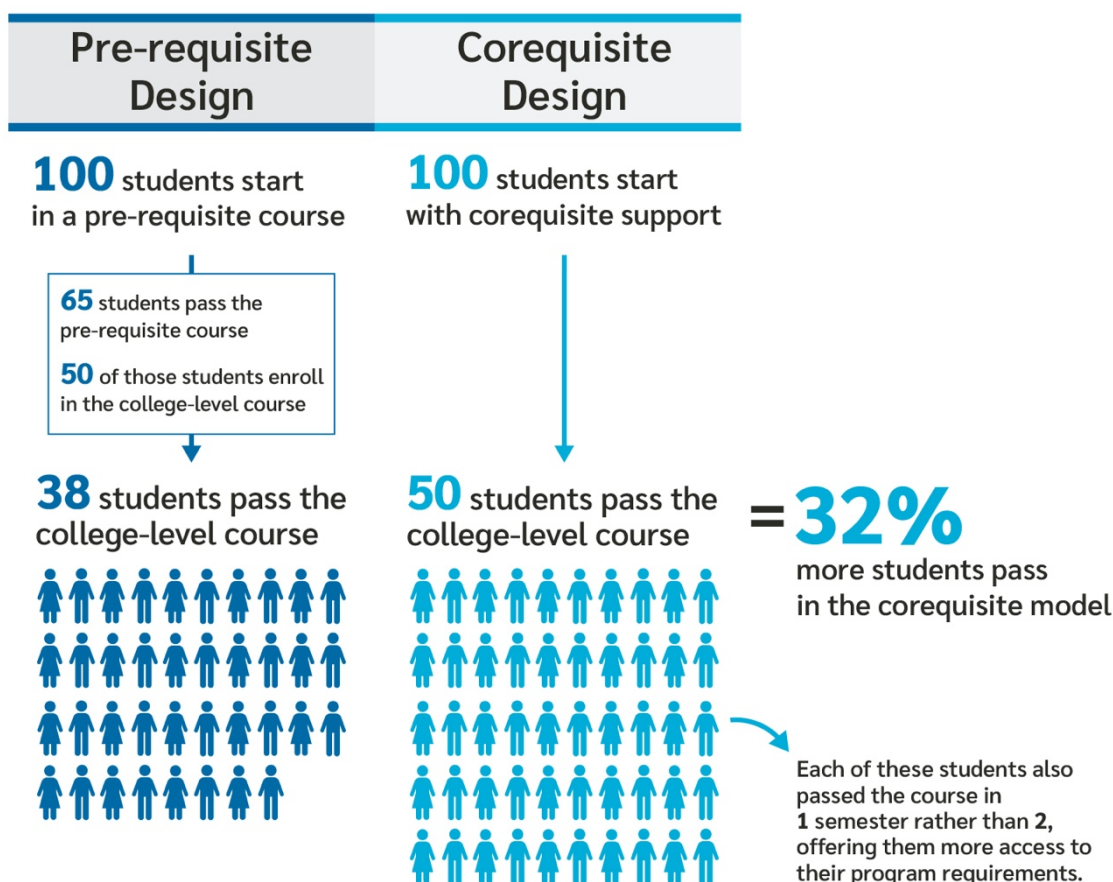 Pre-requisite
Design
Corequisite
Design
100 students start
in a pre-requisite course
100 students start
with corequisite support
65 students pass the
pre-requisite course
50 of those students enroll
in the college-level course
38 students pass the
college-level course
50 students pass the
college-level course
= 32%
more students pass
in the corequisite model
Each of these students also
passed the course in
1 semester rather than 2,
offering them more access to
their program requirements.